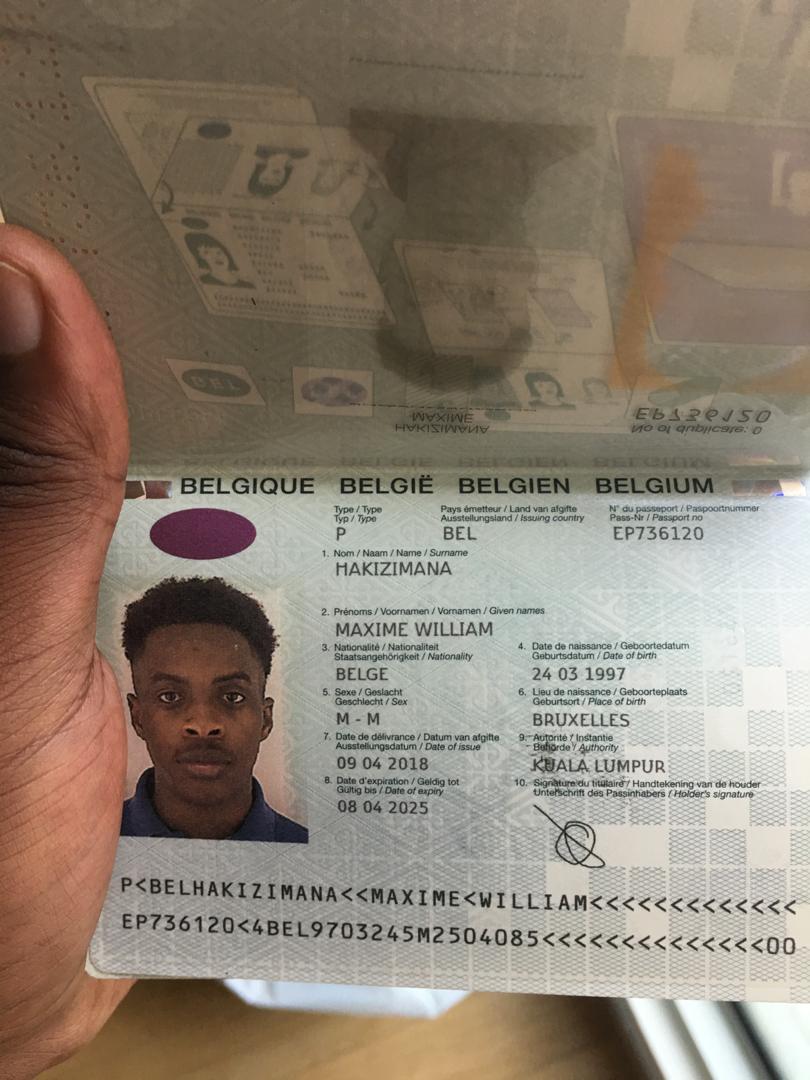 No of duplicate: 0
EP736120
HAKIZIMANA
MAXIME
BELGIQUE BELGIË BELGIEN BELGIUM
Type / Type
Typ / Type
Pays émetteur / Land van afgifte
Ausstellungsland / Issuing country
N° du passeport / Paspoortnummer
Pass-Nr / Passport no
P BEL EP736120
1. Nom / Naam / Name / Surname
HAKIZIMANA
2. Prénoms / Voornamen / Vornamen / Given names
MAXIME WILLIAM
3. Nationalité / Nationaliteit
Staatsangehörigkeit / Nationality
BELGE
4. Date de naissance / Geboortedatum
Geburtsdatum / Date of birth
24 03 1997
5. Sexe / Geslacht
Geschlecht / Sex
M - M
6. Lieu de naissance / Geboorteplaats
Geburtsort / Place of birth
BRUXELLES
7. Date de délivrance / Datum van afgifte
Ausstellungsdatum / Date of issue
09 04 2018
9. Autorité / Instantie
Behörde / Authority
KUALA LUMPUR
8. Date d'expiration / Geldig tot
Gültig bis / Date of expiry
08 04 2025
10. Signature du titulaire / Handtekening van de houder
Unterschrift des Passinhabers / Holder's signature
P<BELHAKIZIMANA<<MAXIME<WILLIAM<<<<<<<<<<<<<
EP736120<4BEL9703245M2504085<<<<<<<<<<<<<<00